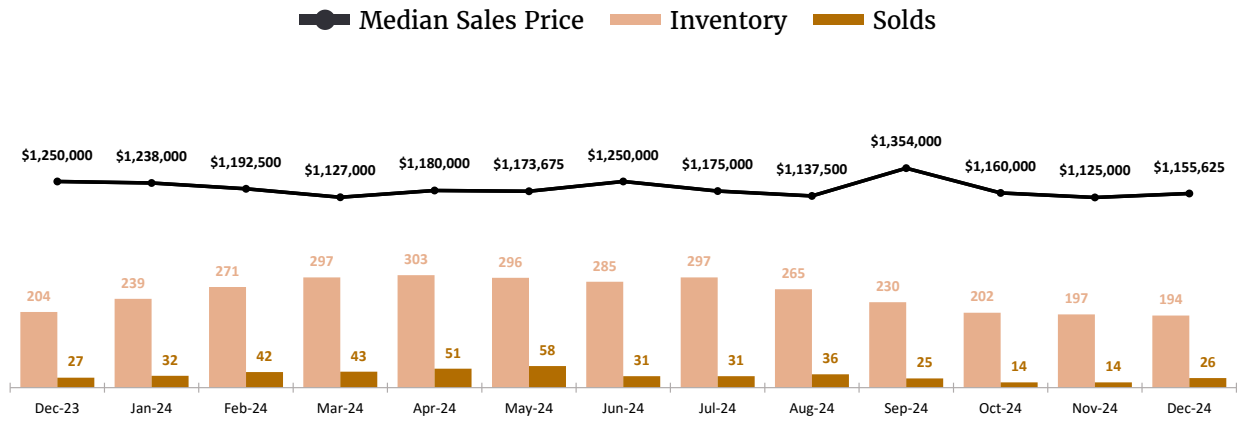 Median Sales Price Inventory Solds
$1,250,000 $1,238,000 $1,192,500 $1,127,000 $1,180,000 $1,173,675 $1,250,000 $1,175,000 $1,137,500 $1,354,000 $1,160,000 $1,125,000 $1,155,625
204 239 271 297 303 296 285 297 265 230 202 197 194
27 32 42 43 51 58 31 31 36 25 14 14 26
Dec-23 Jan-24 Feb-24 Mar-24 Apr-24 May-24 Jun-24 Jul-24 Aug-24 Sep-24 Oct-24 Nov-24 Dec-24